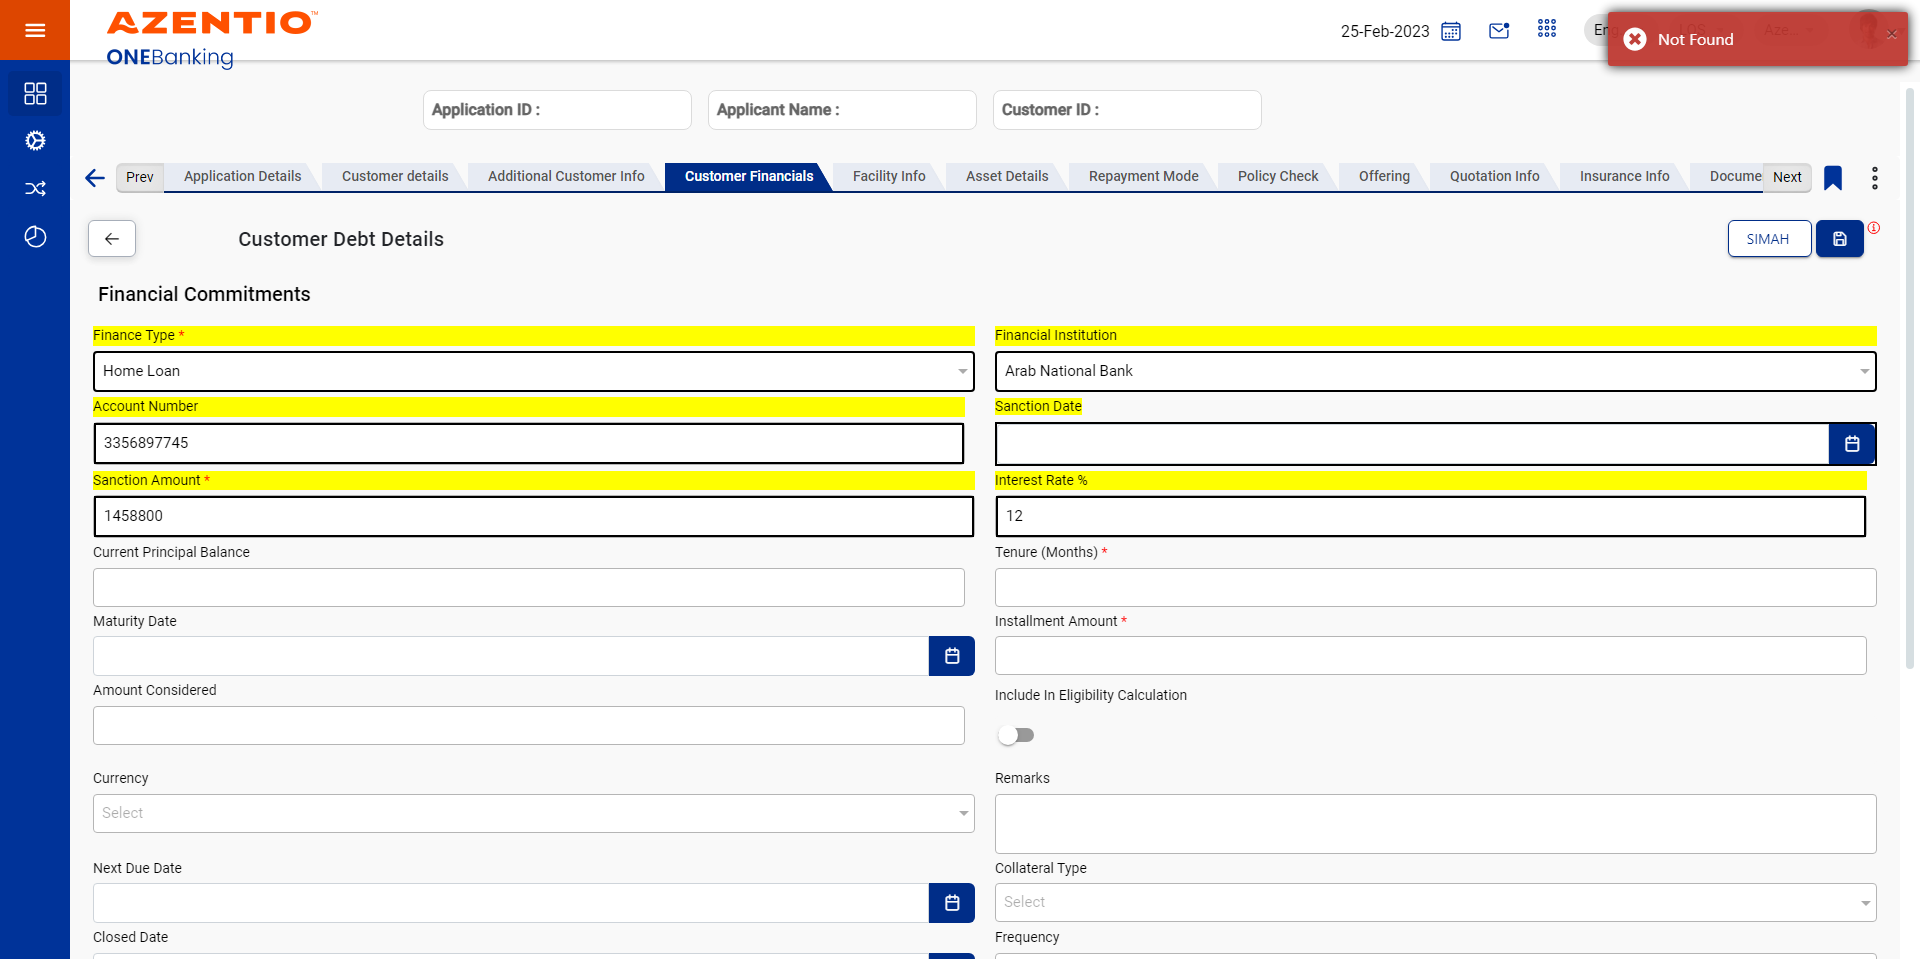 AZENTIO™
ONEBanking
25-Feb-2023
Not Found
Application ID :
Applicant Name :
Customer ID :
Prev
Application Details
Customer details
Additional Customer Info
Customer Financials
Facility Info
Asset Details
Repayment Mode
Policy Check
Offering
Quotation Info
Insurance Info
Docume
Next
Customer Debt Details
SIMAH
Financial Commitments
Finance Type *
Financial Institution
Home Loan
Arab National Bank
Account Number
Sanction Date
3356897745
Sanction Amount *
Interest Rate %
1458800
12
Current Principal Balance
Tenure (Months) *
Maturity Date
Installment Amount *
Amount Considered
Include In Eligibility Calculation
Currency
Remarks
Select
Next Due Date
Collateral Type
Select
Closed Date
Frequency